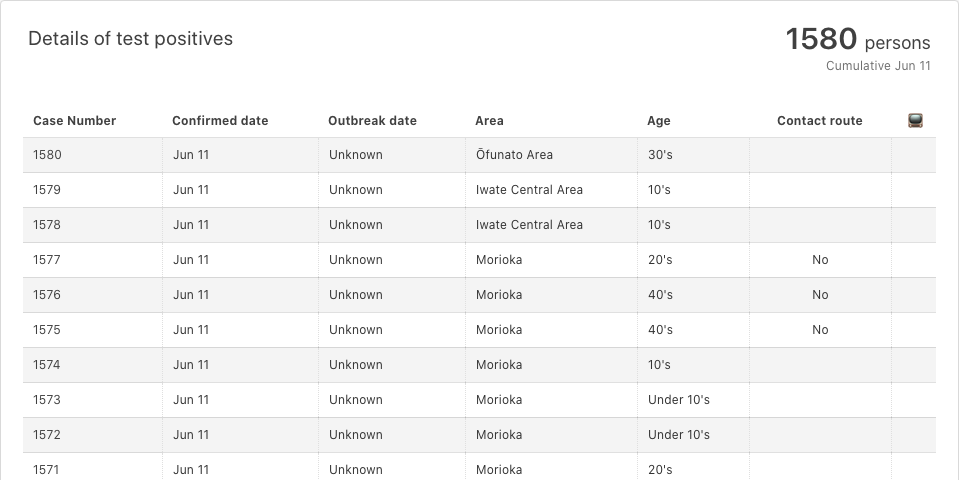 Details of test positives
1580 persons
Cumulative Jun 11
Case Number Confirmed date Outbreak date Area Age Contact route
1580 Jun 11 Unknown Ōfunato Area 30's
1579 Jun 11 Unknown Iwate Central Area 10's
1578 Jun 11 Unknown Iwate Central Area 10's
1577 Jun 11 Unknown Morioka 20's No
1576 Jun 11 Unknown Morioka 40's No
1575 Jun 11 Unknown Morioka 40's No
1574 Jun 11 Unknown Morioka 10's
1573 Jun 11 Unknown Morioka Under 10's
1572 Jun 11 Unknown Morioka Under 10's
1571 Jun 11 Unknown Morioka 20's